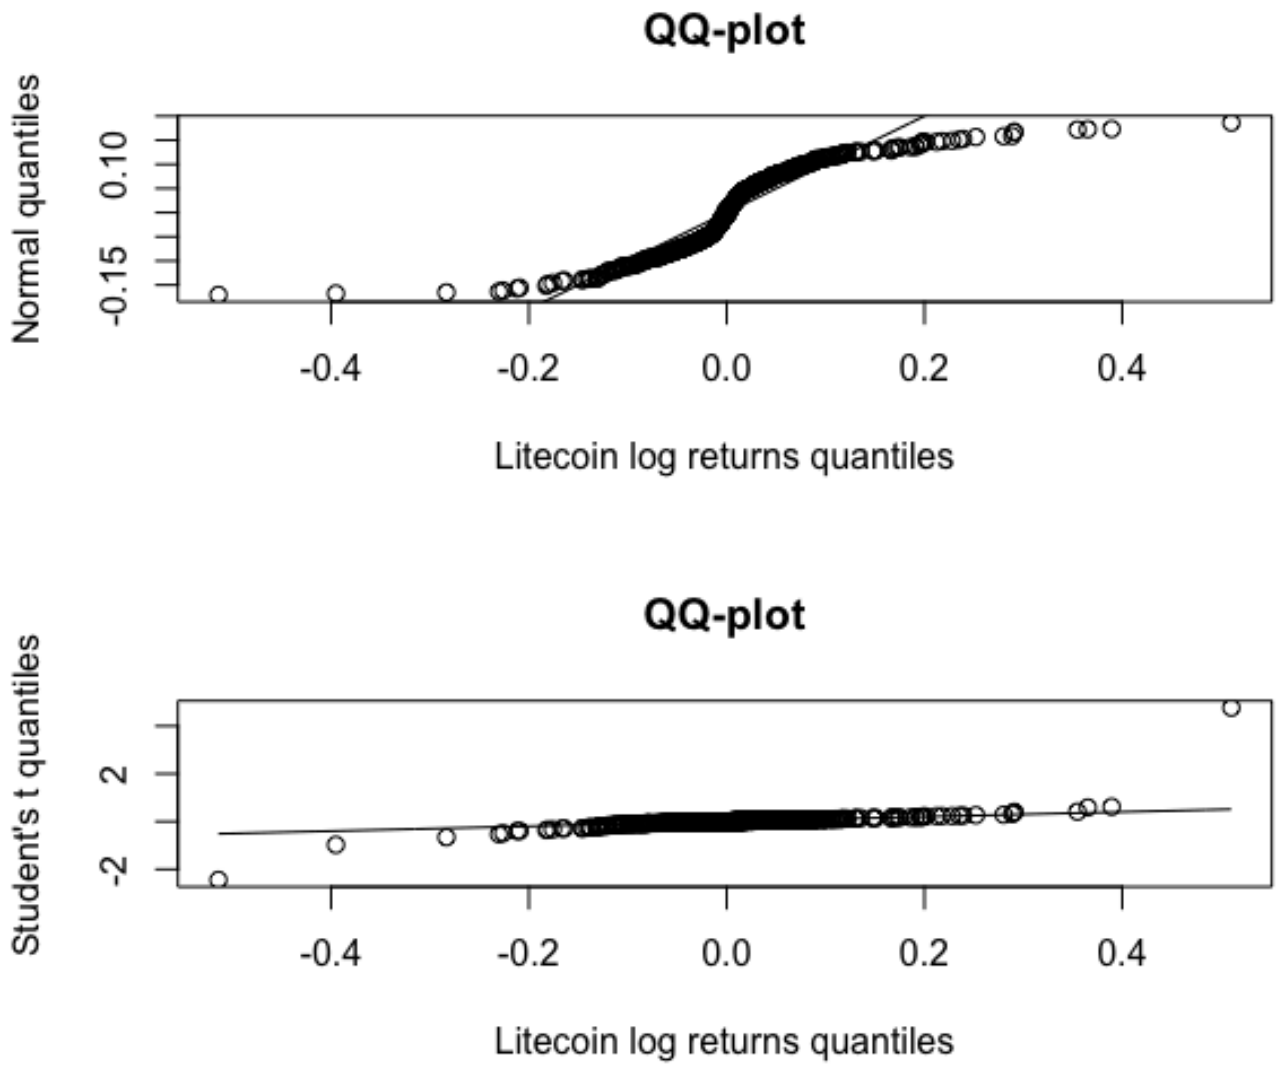 QQ-plot
Normal quantiles
0.10
-0.15
-0.4 -0.2 0.0 0.2 0.4
Litecoin log returns quantiles
QQ-plot
Student's t quantiles
2
-2
-0.4 -0.2 0.0 0.2 0.4
Litecoin log returns quantiles